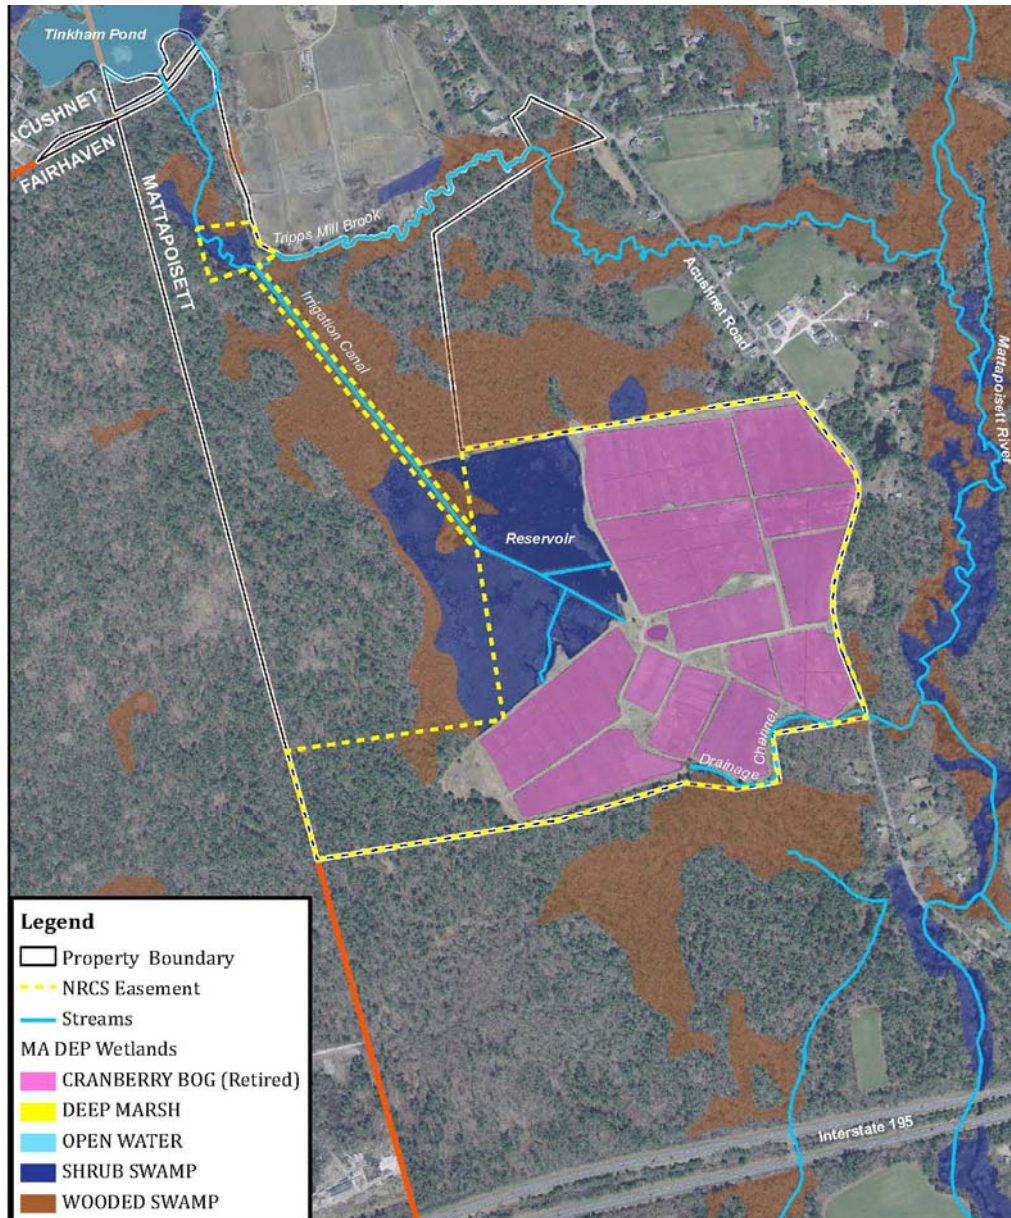 Tinkham Pond
ACUSHNET
FAIRHAVEN
MATTAPOISETT
Tripps Mill Brook
Irrigation Canal
Acushnet Road
Mattapoisett River
Reservoir
Channel
Drainage
Interstate 195
Legend
Property Boundary
NRCS Easement
Streams
MA DEP Wetlands
CRANBERRY BOG (Retired)
DEEP MARSH
OPEN WATER
SHRUB SWAMP
WOODED SWAMP